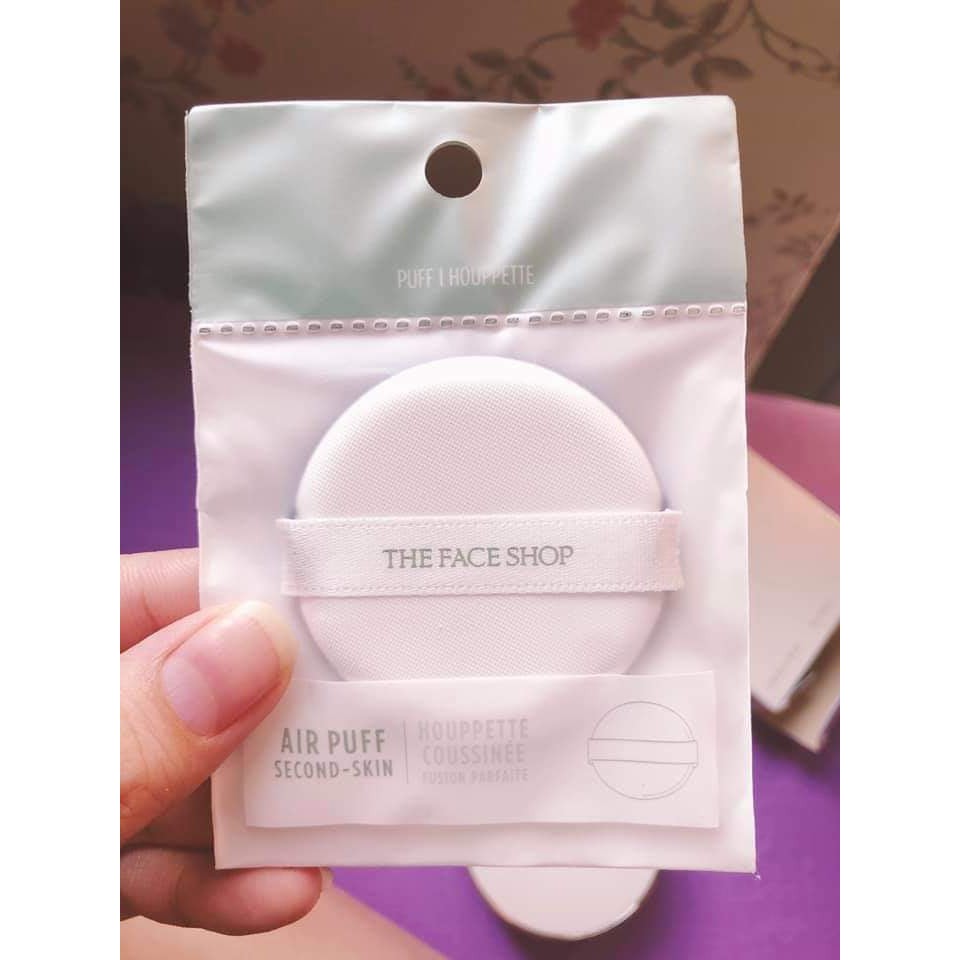 PUFF | HOUPPETTE
THE FACE SHOP
AIR PUFF
SECOND-SKIN
HOUPPETTE
COUSSINÉE
FUSION PARFAITE